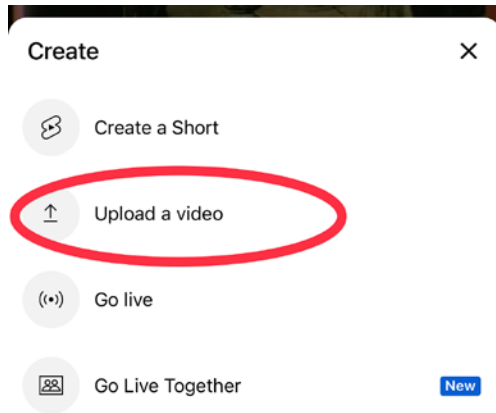 Create
Create a Short
Upload a video
Go live
Go Live Together New